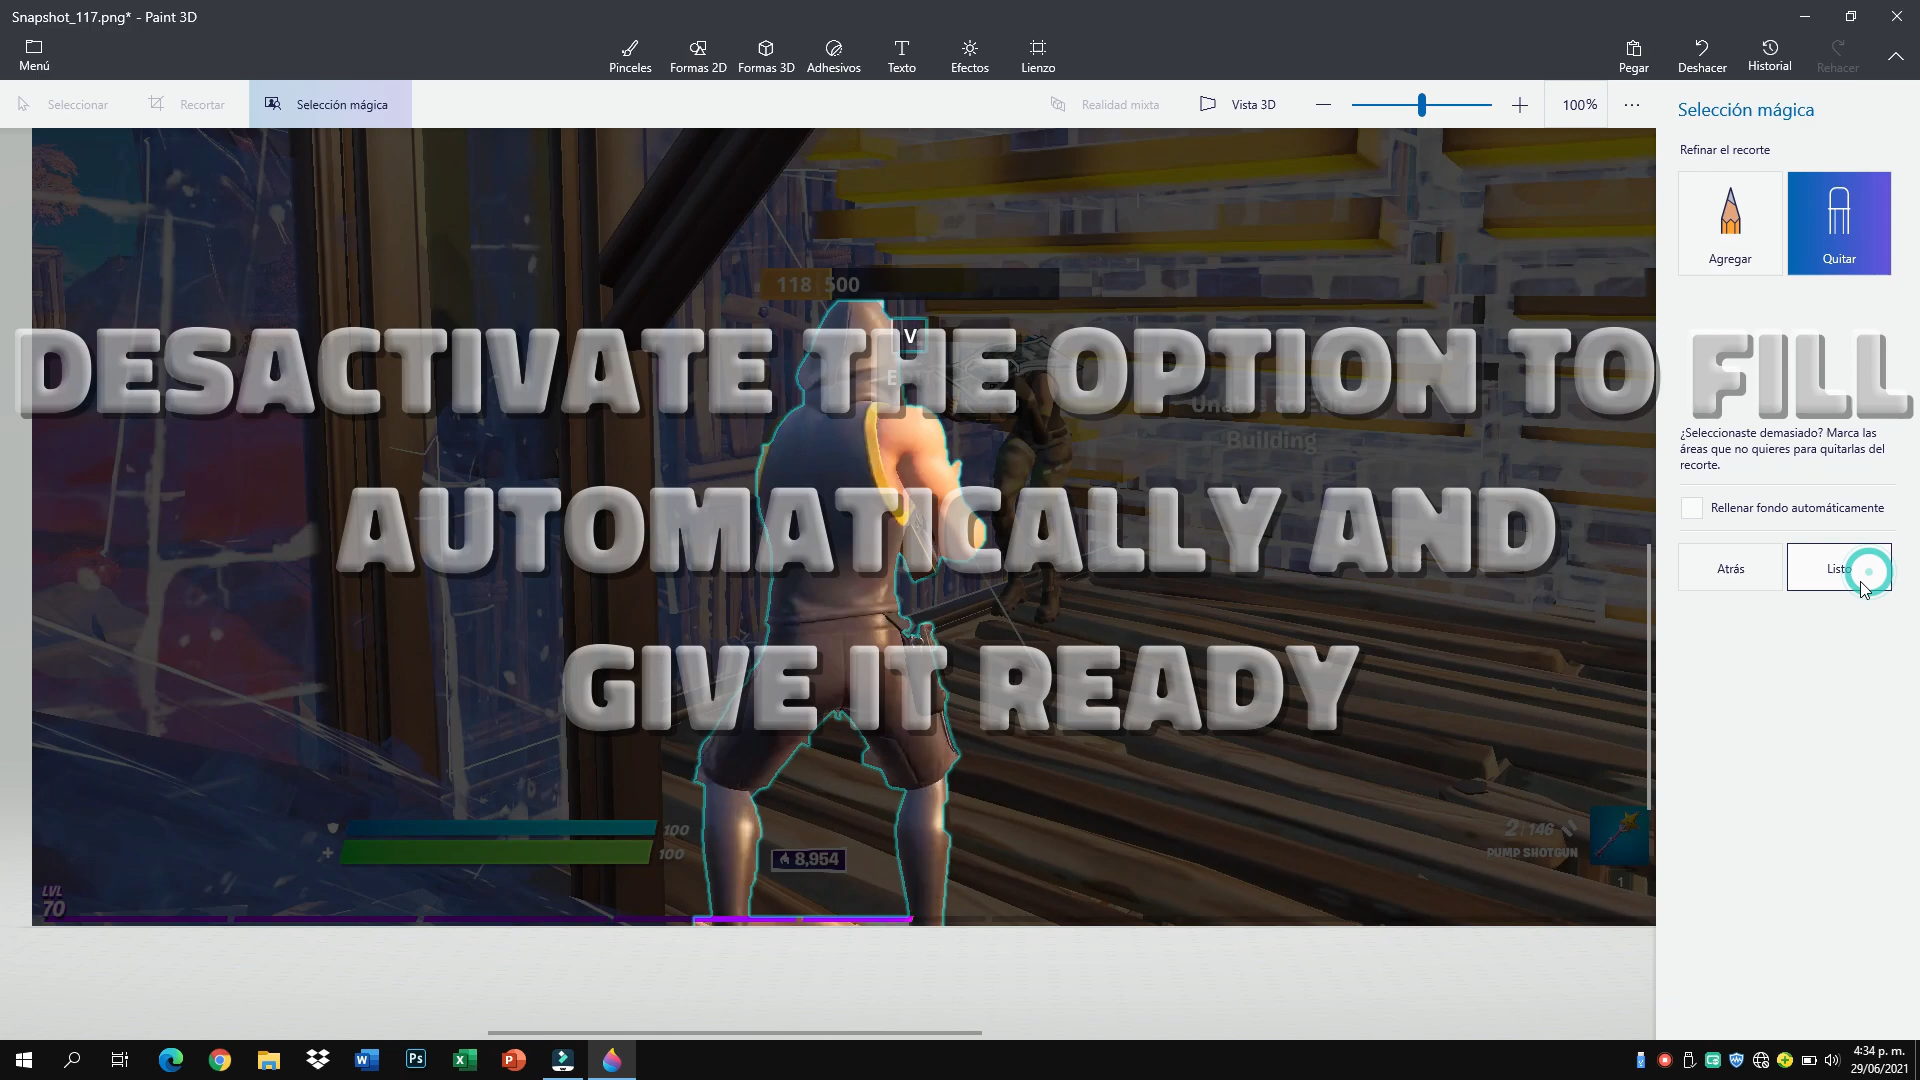 Snapshot_117.png* - Paint 3D
Menú
Pinceles
Formas 2D
Formas 3D
Adhesivos
Texto
Efectos
Lienzo
Pegar
Deshacer
Historial
Rehacer
Seleccionar
Recortar
Selección mágica
Realidad mixta
Vista 3D
100%
Selección mágica
Refinar el recorte
Agregar
Quitar
118 500
V
DESACTIVATE THE OPTION TO FILL
Building
¿Seleccionaste demasiado? Marca las
áreas que no quieres para quitarlas del
recorte.
Rellenar fondo automáticamente
AUTOMATICALLY AND
Atrás
Listo
GIVE IT READY
100
100
8,954
2 146
PUMP SHOTGUN
1
LVL
70
4:34 p. m.
29/06/2021